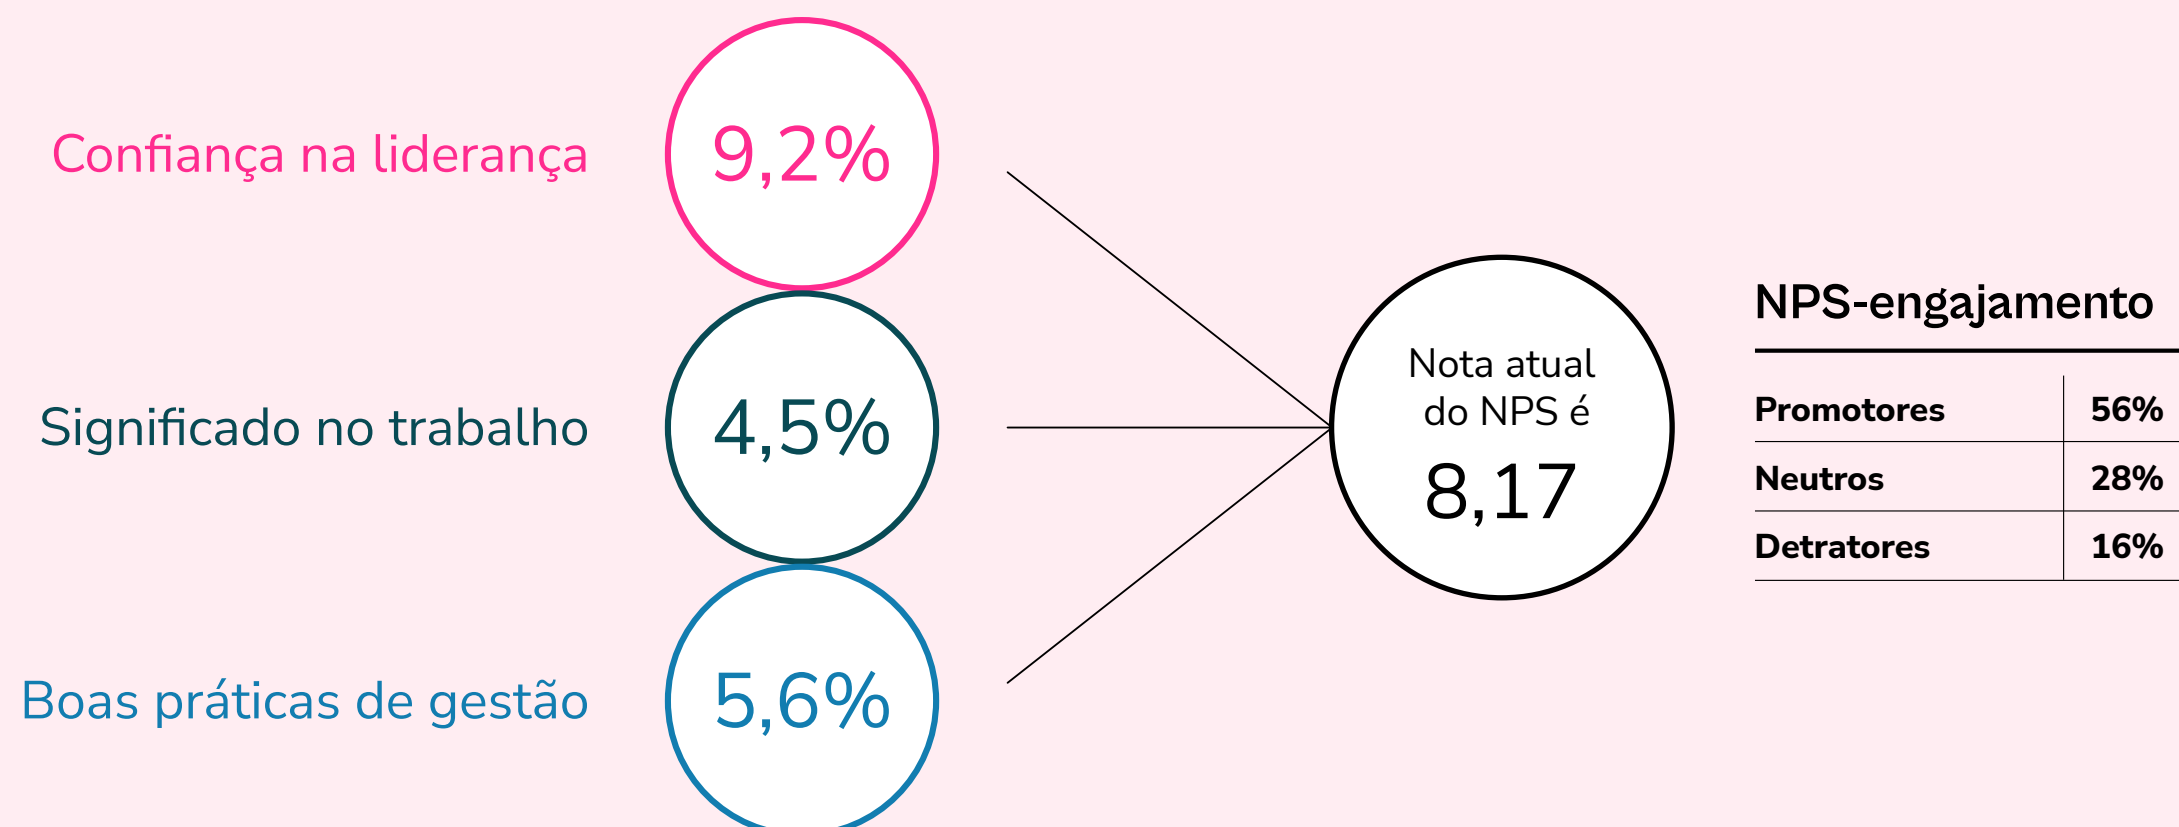 Confiança na liderança
9,2%
Significado no trabalho
4,5%
Boas práticas de gestão
5,6%
Nota atual
do NPS é
8,17
NPS-engajamento
Promotores 56%
Neutros 28%
Detratores 16%